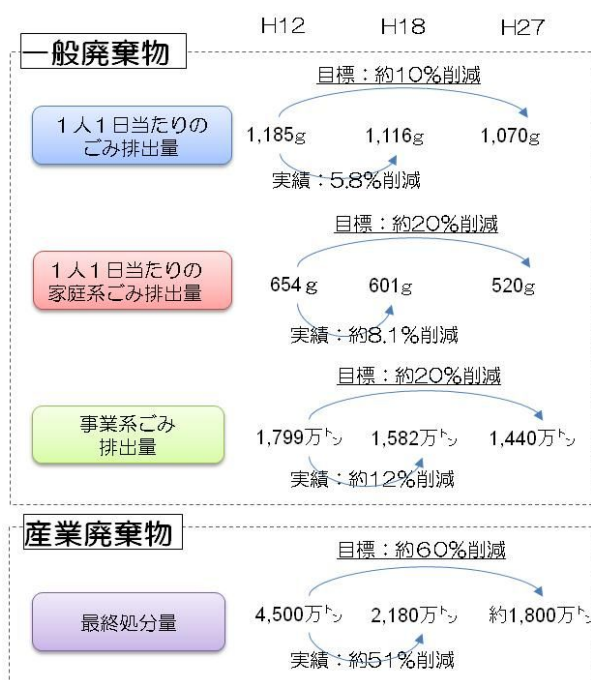 H12 H18 H27
一般廃棄物
目標：約10%削減
1人1日当たりの
ごみ排出量
1,185g 1,116g 1,070g
実績：5.8%削減
目標：約20%削減
1人1日当たりの
家庭系ごみ排出量
654g 601g 520g
実績：約8.1%削減
目標：約20%削減
事業系ごみ
排出量
1,799万㌧ 1,582万㌧ 1,440万㌧
実績：約12%削減
産業廃棄物
目標：約60%削減
最終処分量
4,500万㌧ 2,180万㌧ 約1,800万㌧
実績：約51%削減